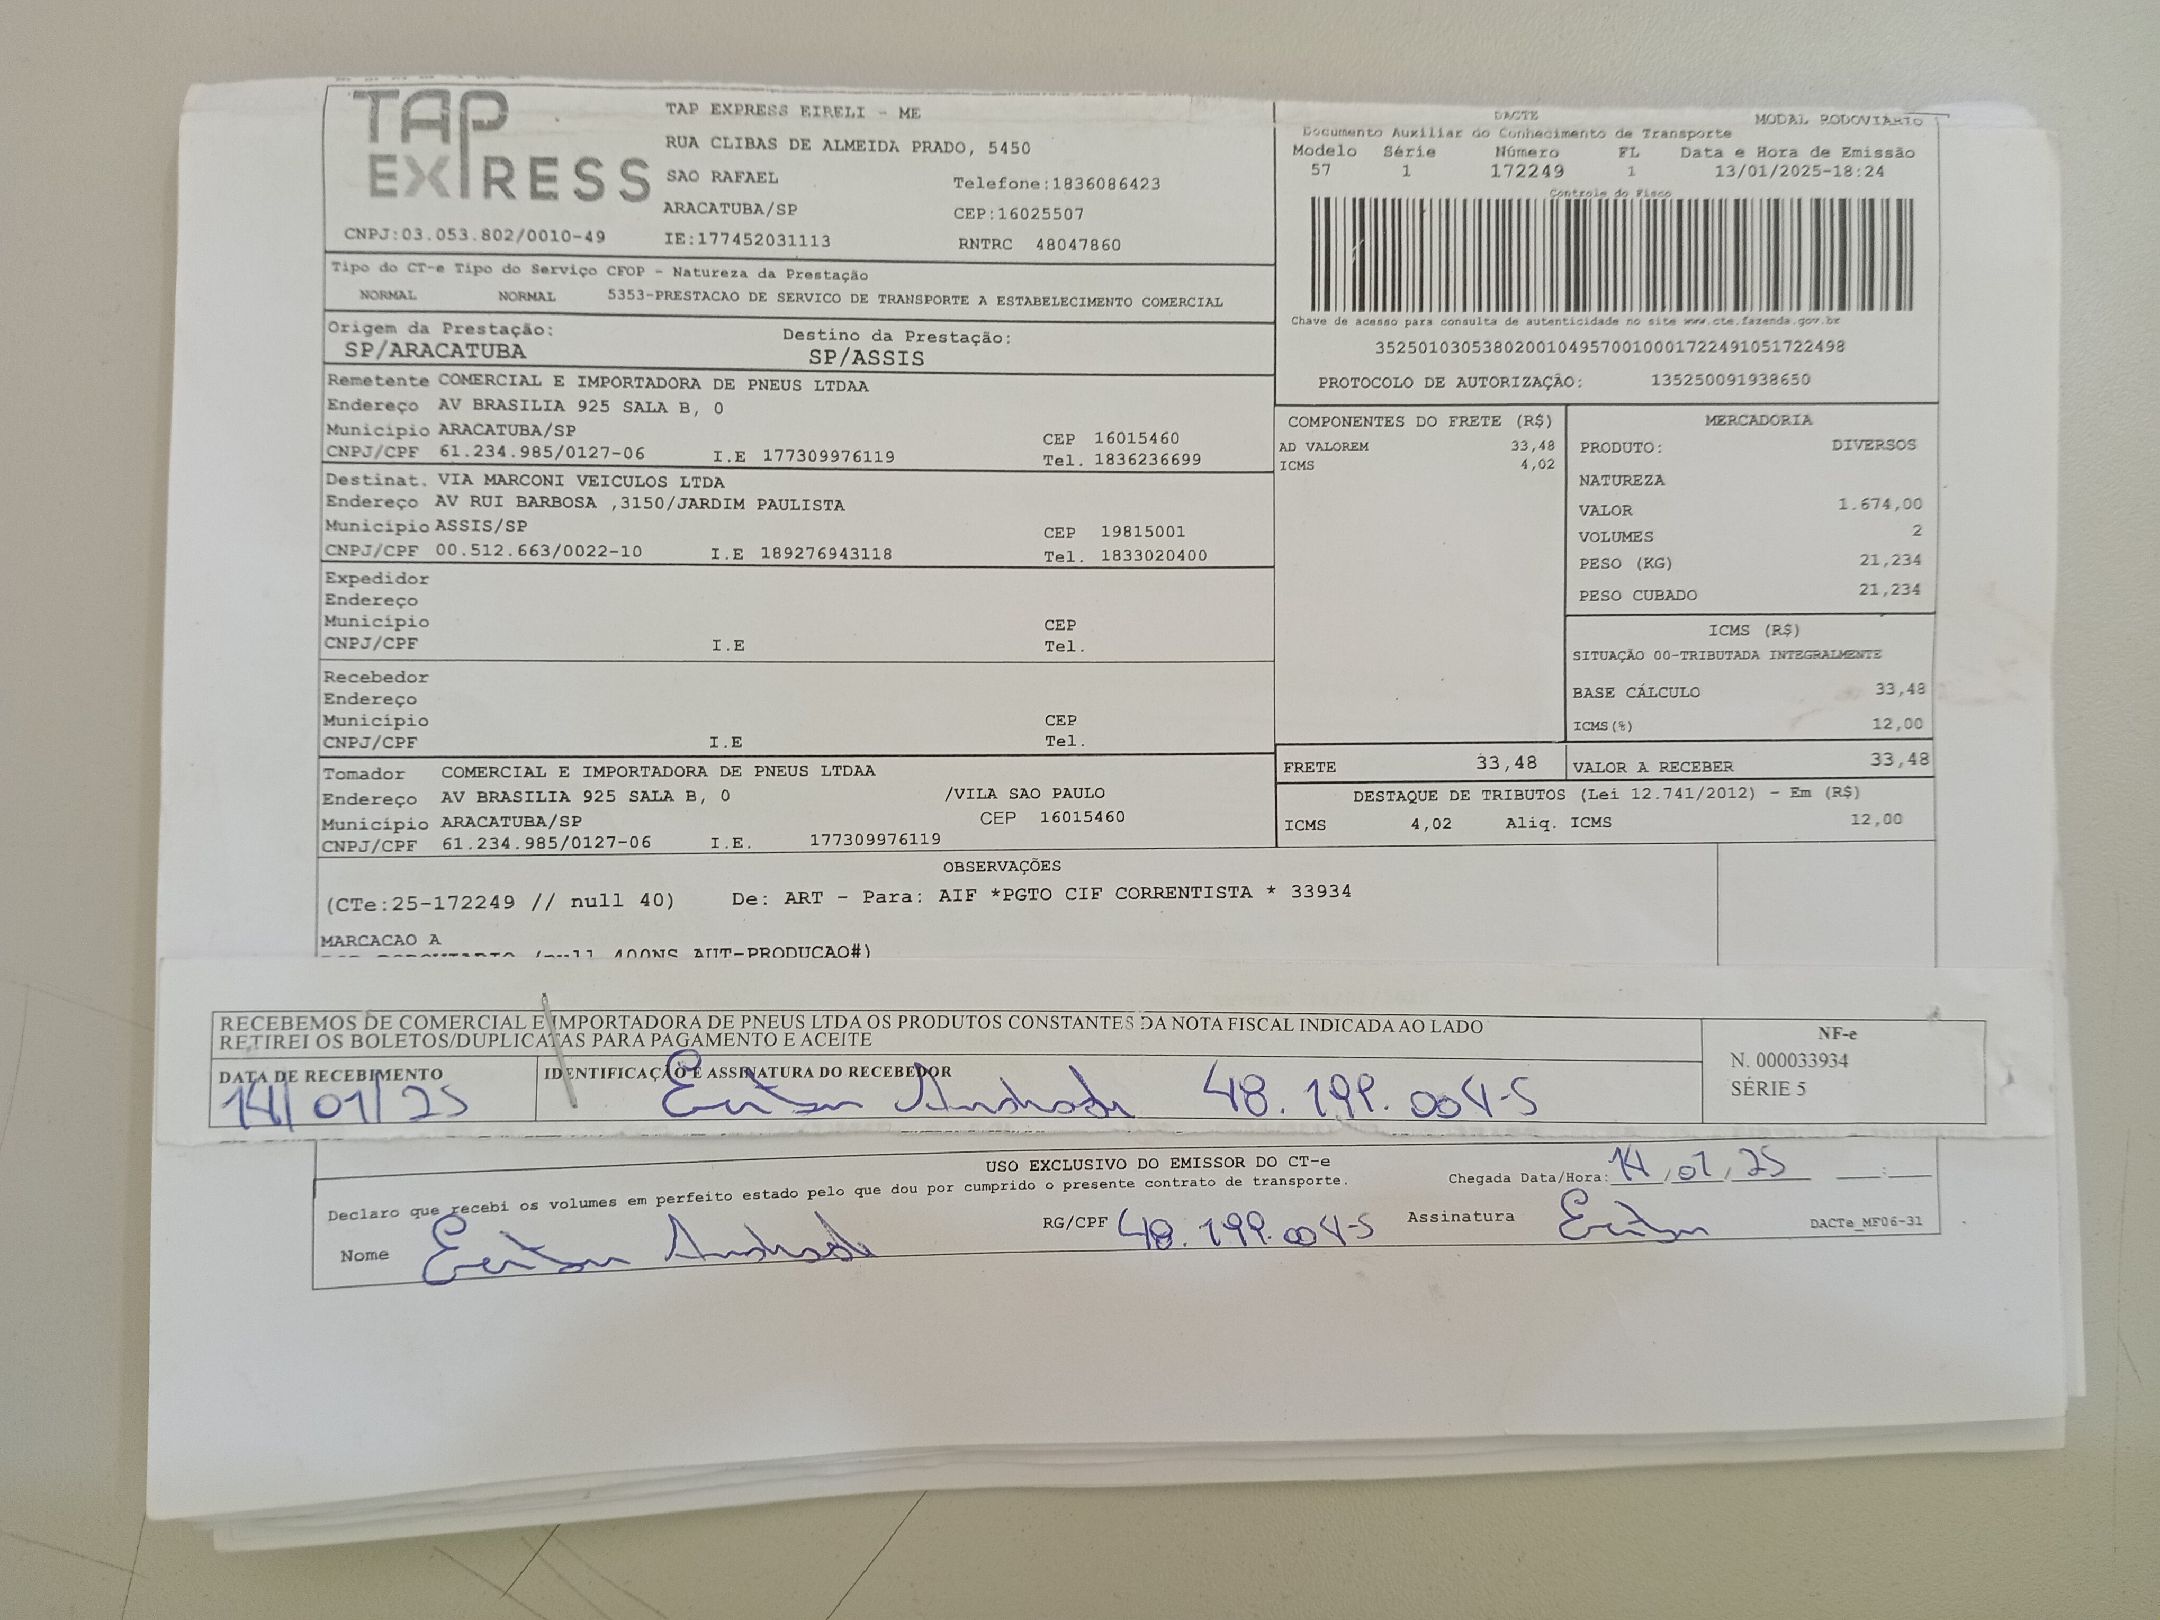 TAP
EXPRESS
CNPJ:03.053.802/0010-49
TAP EXPRESS EIRELI - ME
RUA CLIBAS DE ALMEIDA PRADO, 5450
SAO RAFAEL
Telefone:1836086423
ARACATUBA/SP
CEP:16025507
IE:177452031113
RNTRC 48047860
DACTE
MODAL RODOVIÁRIO
Documento Auxiliar do Conhecimento de Transporte
Modelo Série Número FL Data e Hora de Emissão
57 1 172249 1 13/01/2025-18:24
Controle do Fisco
Chave de acesso para consulta de autenticidade no site www.cte.fazenda.gov.br
35250103053802001049570010001722491051722498
PROTOCOLO DE AUTORIZAÇÃO: 135250091938650
Tipo do CT-e Tipo do Serviço CFOP - Natureza da Prestação
NORMAL NORMAL 5353-PRESTACAO DE SERVICO DE TRANSPORTE A ESTABELECIMENTO COMERCIAL
Origem da Prestação: Destino da Prestação:
SP/ARACATUBA SP/ASSIS
Remetente COMERCIAL E IMPORTADORA DE PNEUS LTDAA
Endereço AV BRASILIA 925 SALA B, 0
Município ARACATUBA/SP CEP 16015460
CNPJ/CPF 61.234.985/0127-06 I.E 177309976119 Tel. 1836236699
Destinat. VIA MARCONI VEICULOS LTDA
Endereço AV RUI BARBOSA ,3150/JARDIM PAULISTA
Município ASSIS/SP CEP 19815001
CNPJ/CPF 00.512.663/0022-10 I.E 189276943118 Tel. 1833020400
Expedidor
Endereço
Município CEP
CNPJ/CPF I.E Tel.
Recebedor
Endereço
Município CEP
CNPJ/CPF I.E Tel.
Tomador COMERCIAL E IMPORTADORA DE PNEUS LTDAA
Endereço AV BRASILIA 925 SALA B, 0 /VILA SAO PAULO
Município ARACATUBA/SP CEP 16015460
CNPJ/CPF 61.234.985/0127-06 I.E. 177309976119
COMPONENTES DO FRETE (R$)
AD VALOREM 33,48
ICMS 4,02
MERCADORIA
PRODUTO: DIVERSOS
NATUREZA
VALOR 1.674,00
VOLUMES 2
PESO (KG) 21,234
PESO CUBADO 21,234
ICMS (R$)
SITUAÇÃO 00-TRIBUTADA INTEGRALMENTE
BASE CÁLCULO 33,48
ICMS(%) 12,00
FRETE 33,48 VALOR A RECEBER 33,48
DESTAQUE DE TRIBUTOS (Lei 12.741/2012) - Em (R$)
ICMS 4,02 Aliq. ICMS 12,00
OBSERVAÇÕES
(CTe:25-172249 // null 40) De: ART - Para: AIF *PGTO CIF CORRENTISTA * 33934
MARCACAO A
(null 400NS AUT-PRODUCAO#)
RECEBEMOS DE COMERCIAL E IMPORTADORA DE PNEUS LTDA OS PRODUTOS CONSTANTES DA NOTA FISCAL INDICADA AO LADO
RETIREI OS BOLETOS/DUPLICATAS PARA PAGAMENTO E ACEITE
DATA DE RECEBIMENTO IDENTIFICAÇÃO E ASSINATURA DO RECEBEDOR
14/01/25 Andrade 48.199.004-5
NF-e
N. 000033934
SÉRIE 5
USO EXCLUSIVO DO EMISSOR DO CT-e
Declaro que recebi os volumes em perfeito estado pelo que dou por cumprido o presente contrato de transporte.
Chegada Data/Hora: 14/01/25 :
Nome Andrade RG/CPF 48.199.004-5 Assinatura
DACTe_MF06-31